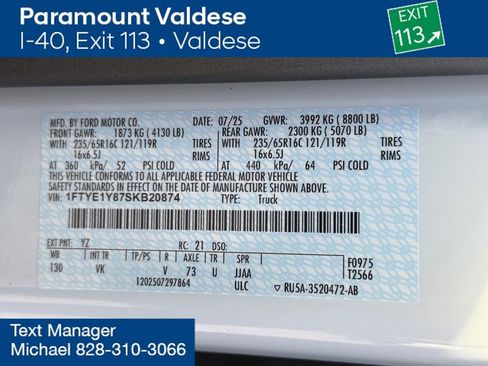 Paramount Valdese
I-40, Exit 113 • Valdese
EXIT
113
MFD. BY FORD MOTOR CO.
07/25 GVWR: 3992 KG ( 8800 LB)
FRONT GAWR: 1873 KG ( 4130 LB) REAR GAWR: 2300 KG ( 5070 LB)
WITH 235/65R16C 121/119R TIRES WITH 235/65R16C 121/119R TIRES
16x6.5J RIMS 16x6.5J RIMS
AT 360 kPa/ 52 PSI COLD AT 440 kPa/ 64 PSI COLD
THIS VEHICLE CONFORMS TO ALL APPLICABLE FEDERAL MOTOR VEHICLE
SAFETY STANDARDS IN EFFECT ON THE DATE OF MANUFACTURE SHOWN ABOVE.
VIN: 1FTYE1Y87SKB20874 TYPE: Truck
EXT PNT: YZ RC: 21 DSO: F0975
WB INT TR TP/PS R AXLE TR SPR T2566
130 VK V 73 U JJAA
1202507297864 ULC ▽ RU5A-3520472-AB
Text Manager
Michael 828-310-3066